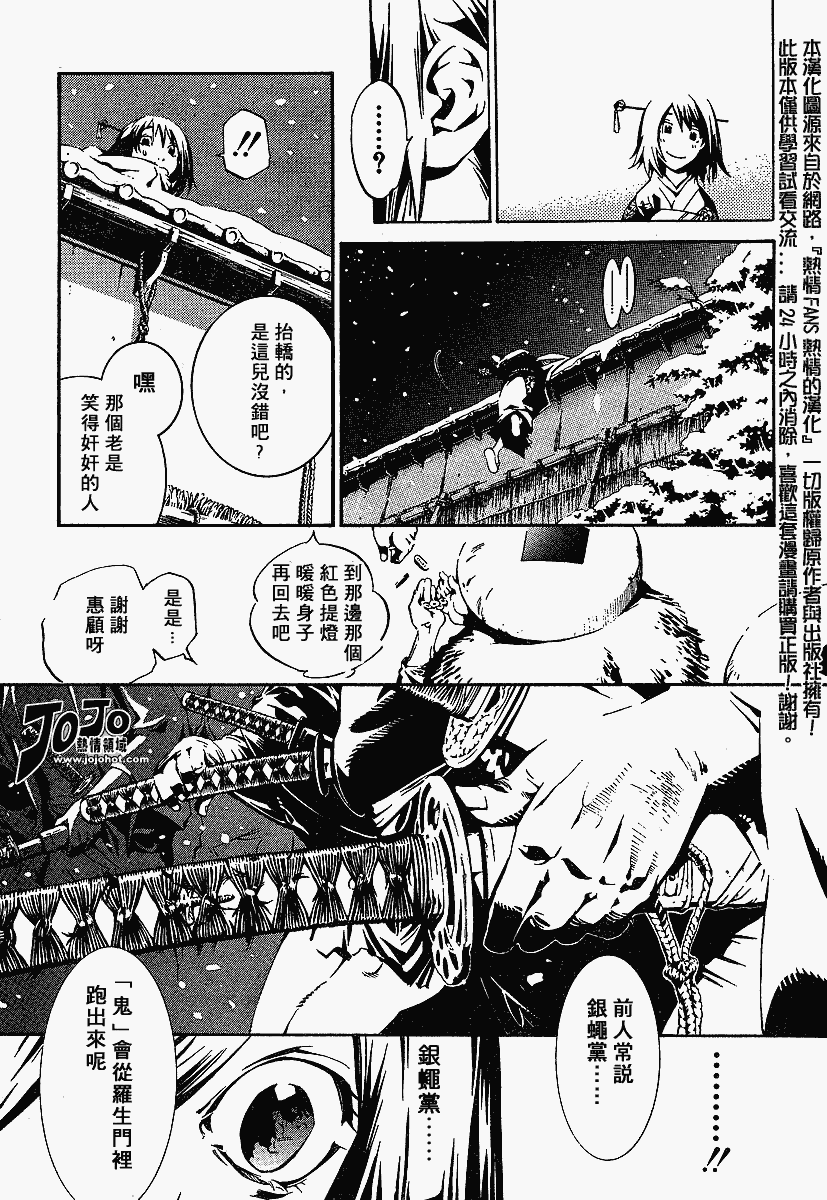 本漢化圖源來自於網路，『熱情FANS熱情的漢化』一切版權歸原作者與出版社擁有！
此版本僅供學習試看交流…．請24小時之內消除，喜歡這套漫畫請購買正版！謝謝。
……？
!!
……
抬轎的，
是這兒沒錯吧？
嘿
那個老是
笑得奸奸的人
到那邊那個
紅色提燈
暖暖身子
再回去吧
是是…
謝謝
惠顧呀
JOJO
熱情領域
www.jojohot.com
前人常說
銀蠅黨……
……!!
銀蠅黨……
「鬼」會從羅生門裡
跑出來呢